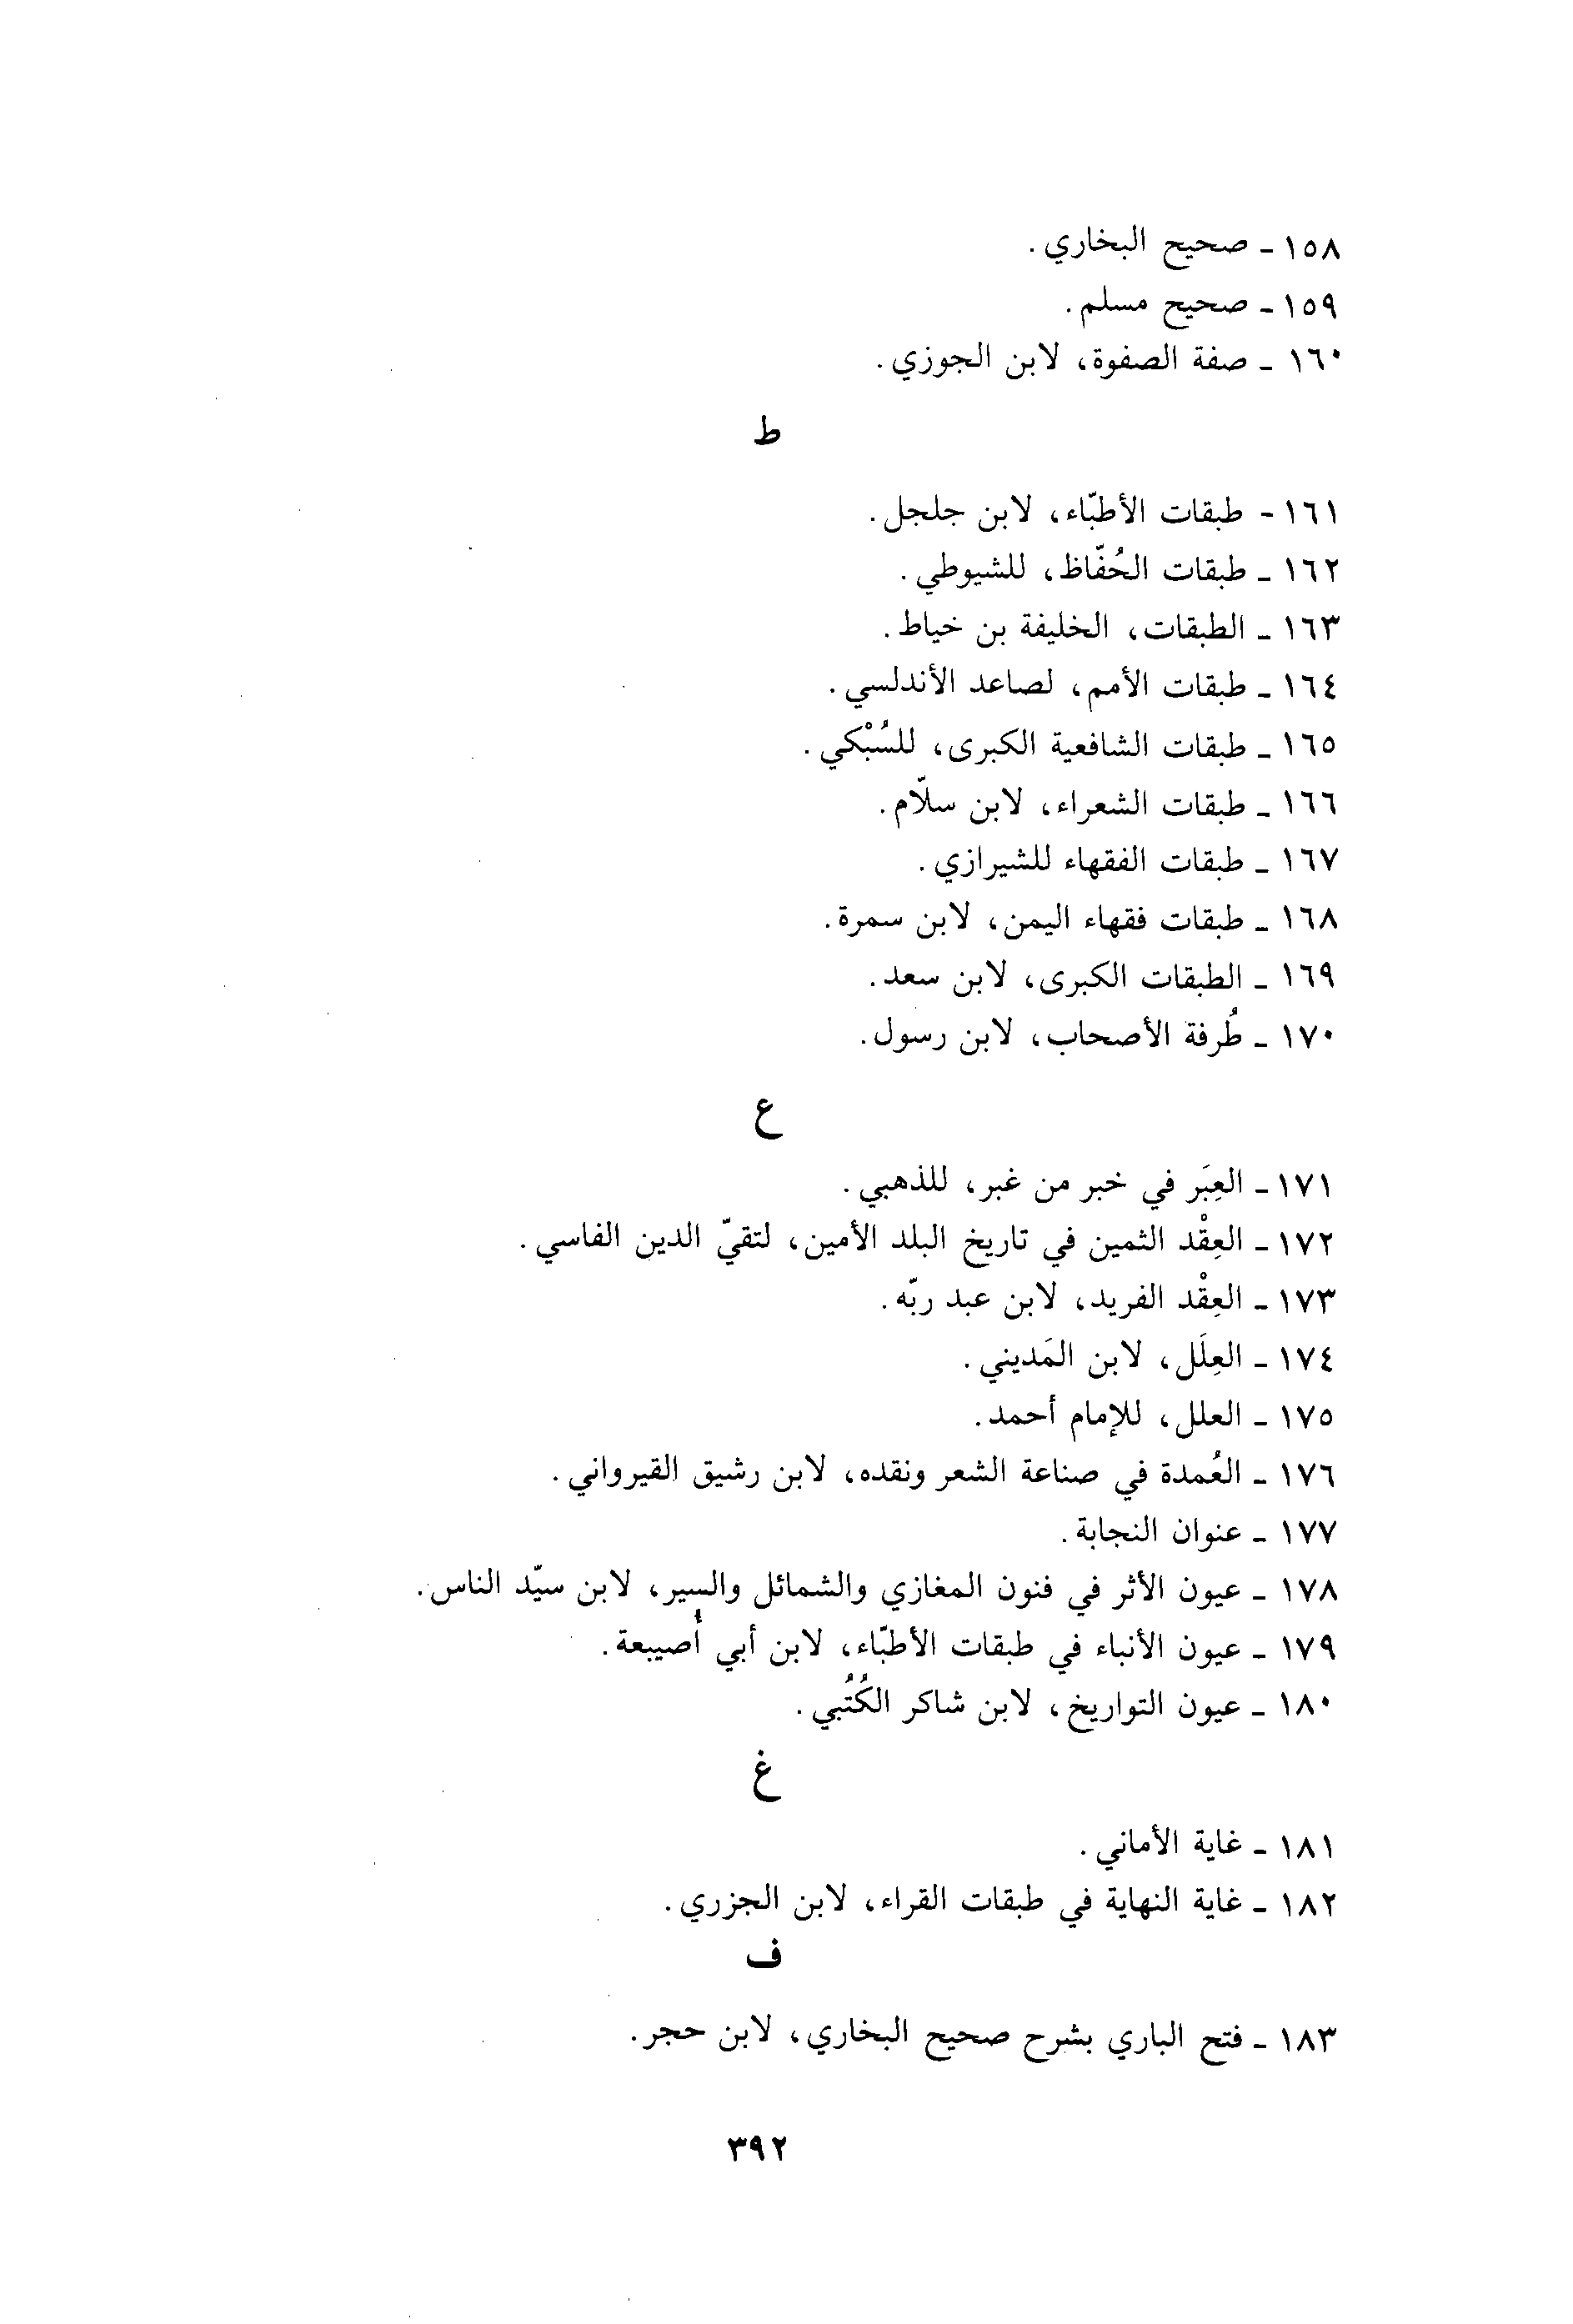 ١٥٨ ـ صحيح البخاري .
١٥٩ ـ صحيح مسلم .
١٦٠ ـ صفة الصفوة، لابن الجوزي .
ط
١٦١ - طبقات الأطبّاء، لابن جلجل .
١٦٢ ـ طبقات الحُفّاظ، للشيوطي .
١٦٣ ـ الطبقات، الخليفة بن خياط .
١٦٤ ـ طبقات الأمم، لصاعد الأندلسي .
١٦٥ ـ طبقات الشافعية الكبرى، للسُبْكي .
١٦٦ ـ طبقات الشعراء، لابن سلّام .
١٦٧ ـ طبقات الفقهاء للشيرازي .
١٦٨ ـ طبقات فقهاء اليمن، لابن سمرة .
١٦٩ ـ الطبقات الكبرى، لابن سعد .
١٧٠ ـ طُرفة الأصحاب، لابن رسول .
ع
١٧١ ـ العِبَر في خبر من غبر، للذهبي .
١٧٢ ـ العِقْد الثمين في تاريخ البلد الأمين، لتقيّ الدين الفاسي .
١٧٣ ـ العِقْد الفريد، لابن عبد ربّه .
١٧٤ ـ العِلَل، لابن المَديني .
١٧٥ ـ العلل، للإمام أحمد .
١٧٦ ـ العُمدة في صناعة الشعر ونقده، لابن رشيق القيرواني .
١٧٧ ـ عنوان النجابة .
١٧٨ ـ عيون الأثر في فنون المغازي والشمائل والسير، لابن سيّد الناس .
١٧٩ ـ عيون الأنباء في طبقات الأطبّاء، لابن أبي أُصيبعة .
١٨٠ ـ عيون التواريخ، لابن شاكر الكُتُبي .
غ
١٨١ ـ غاية الأماني .
١٨٢ ـ غاية النهاية في طبقات القراء، لابن الجزري .
ف
١٨٣ ـ فتح الباري بشرح صحيح البخاري، لابن حجر .
٣٩٢